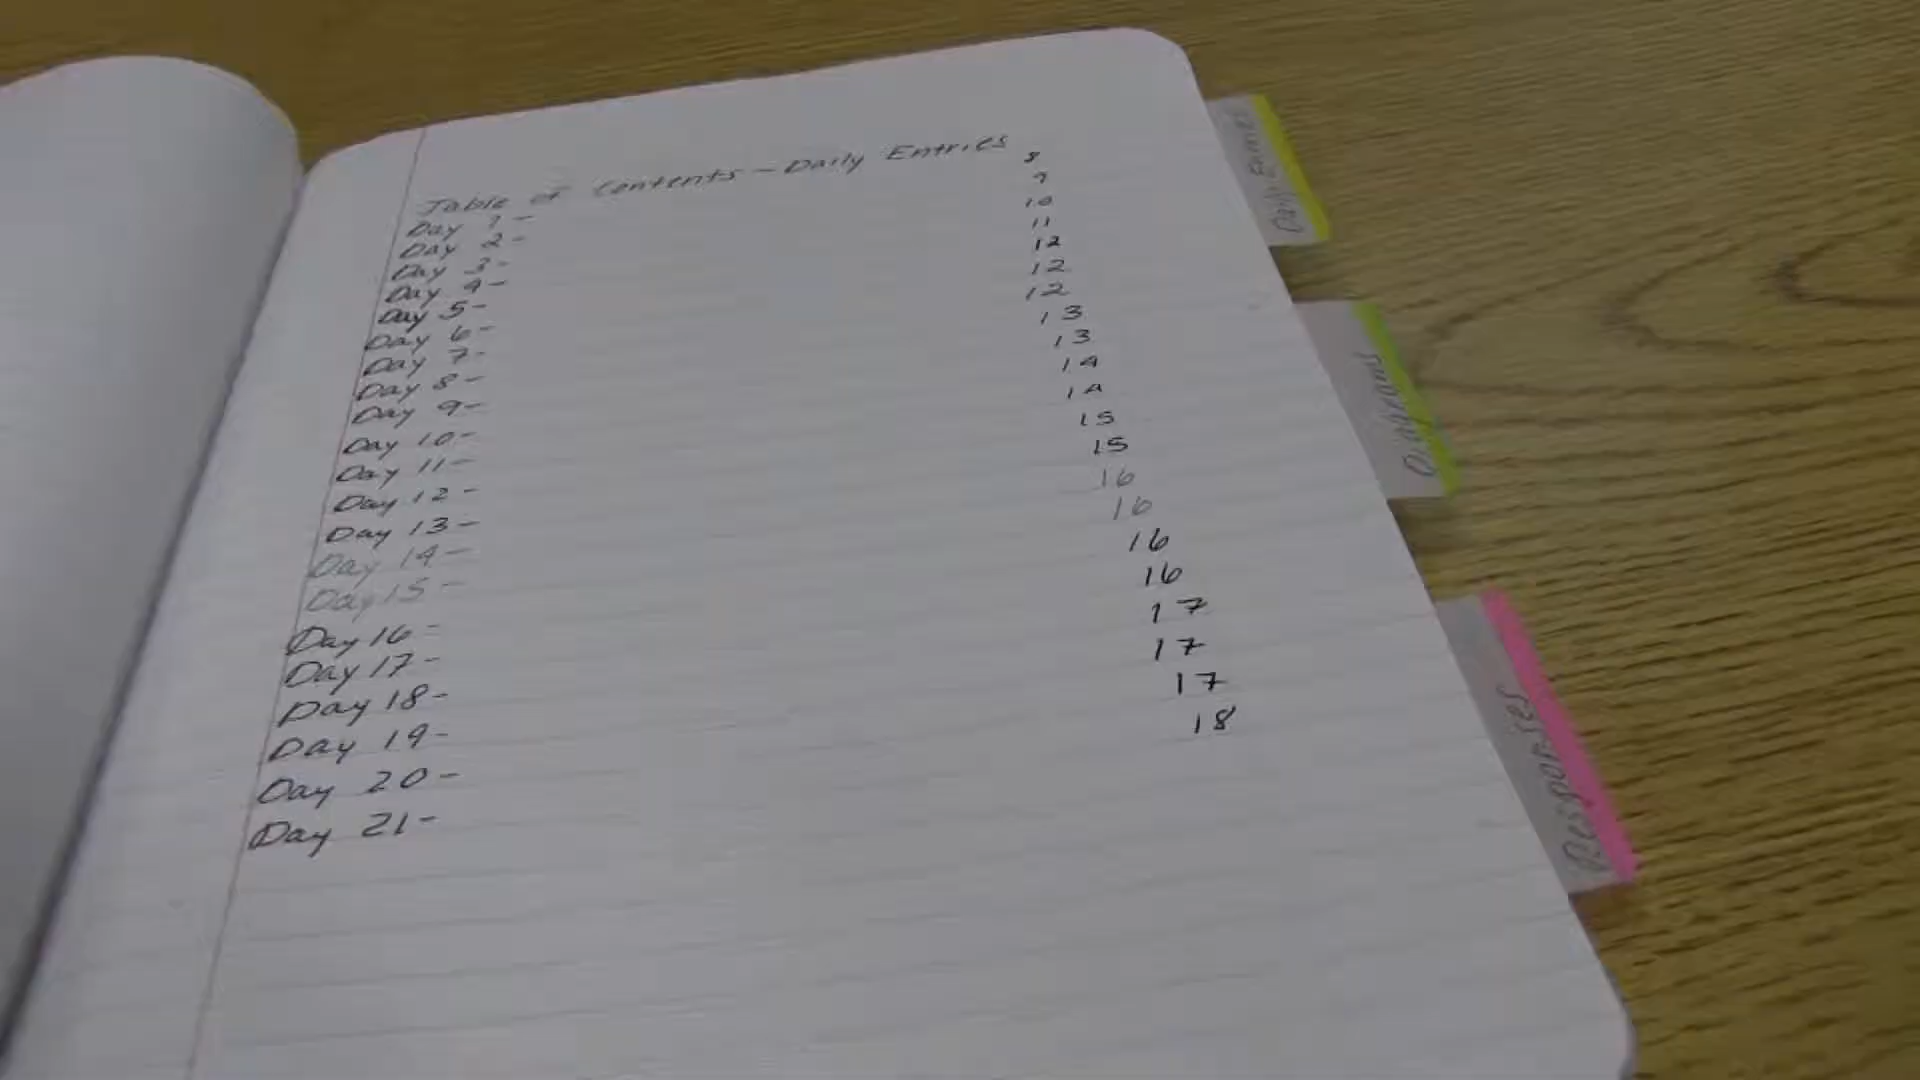 Table of Contents - Daily Entries
Day 1- 8
Day 2- 9
Day 3- 10
Day 4- 11
Day 5- 12
Day 6- 12
Day 7- 12
Day 8- 13
Day 9- 13
Day 10- 14
Day 11- 14
Day 12- 15
Day 13- 15
Day 14- 16
Day 15- 16
Day 16- 16
Day 17- 16
Day 18- 17
Day 19- 17
Day 20- 17
Day 21- 18
Daily Entries
Diagrams
Responses